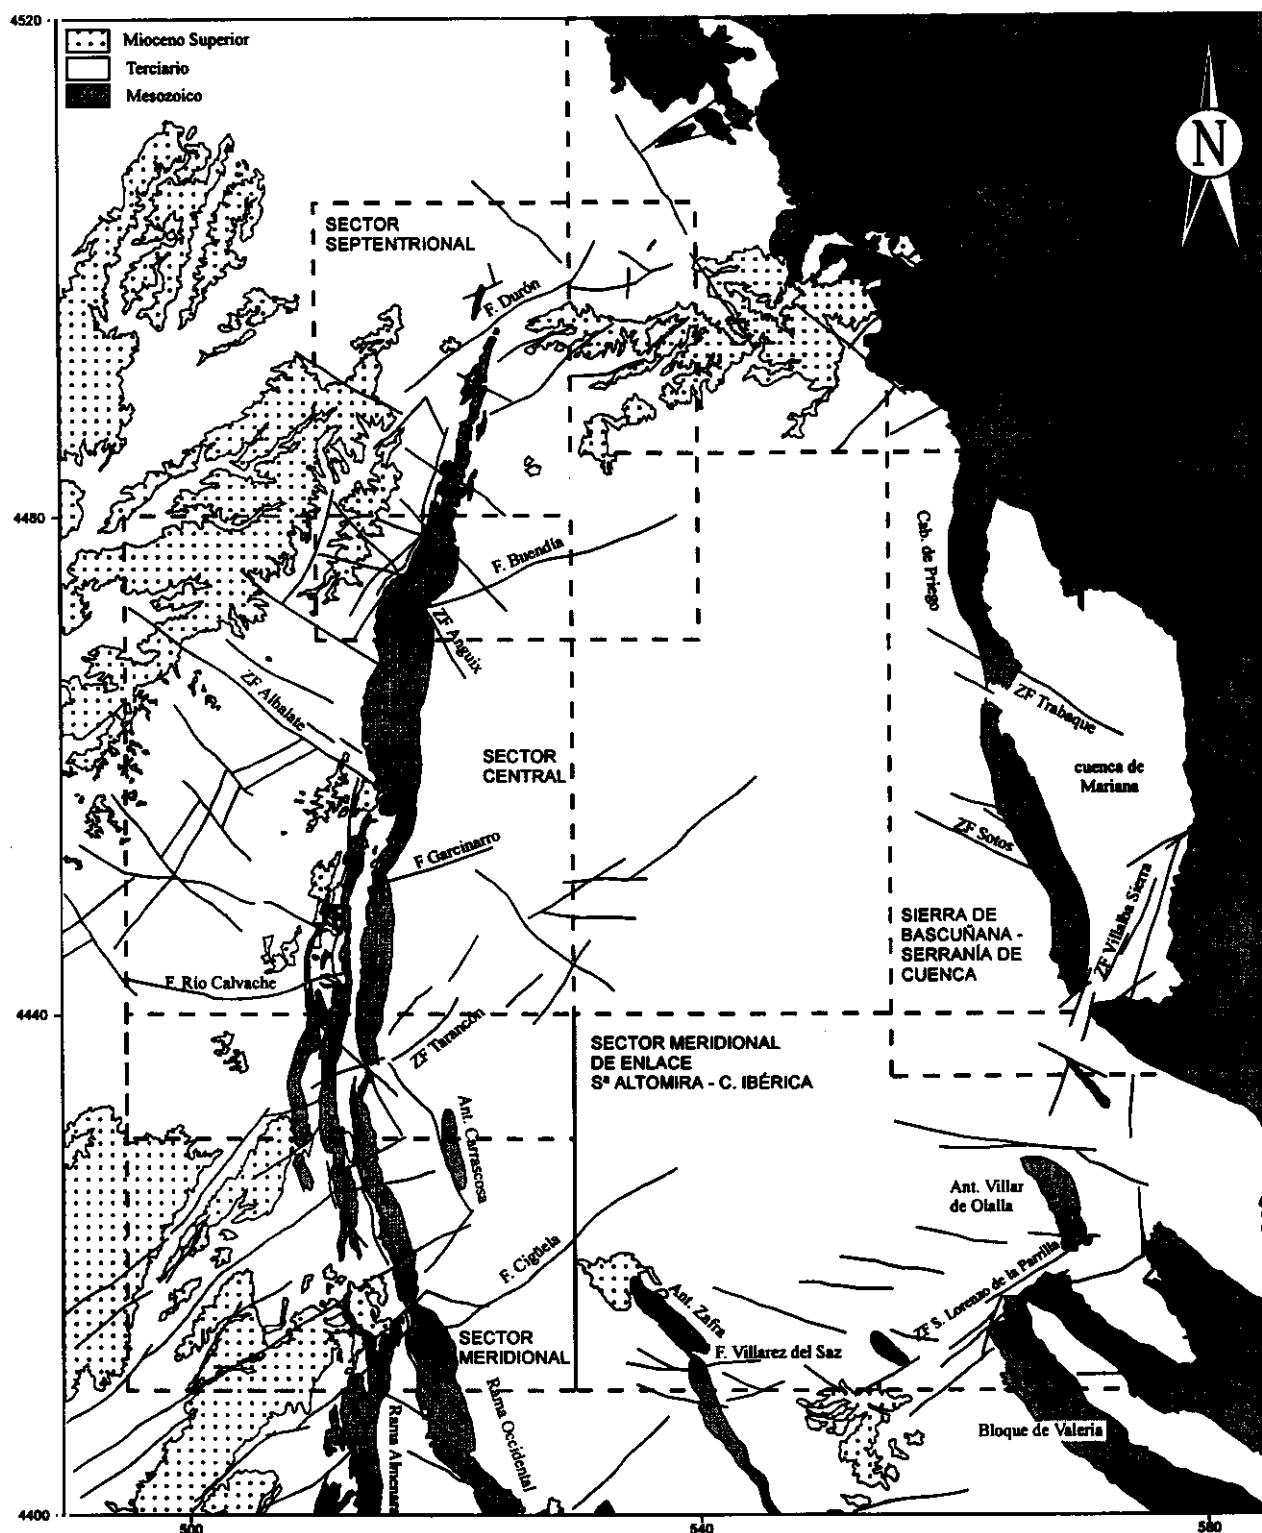 4520
Mioceno Superior
Terciario
Mesozoico
N
SECTOR
SEPTENTRIONAL
F. Durón
4480
F. Buendía
Cab. de Priego
ZF Anguix
ZF Albalate
ZF Trabaque
SECTOR
CENTRAL
cuenca de
Mariana
F Garcinarro
ZF Sotos
ZF Villalba Sierra
SIERRA DE
BASCUÑANA -
SERRANÍA DE
CUENCA
F. Río Calvache
4440
ZF Tarancón
SECTOR MERIDIONAL
DE ENLACE
Sª ALTOMIRA - C. IBÉRICA
Ant. Carrascosa
Ant. Villar
de Olalla
F. Cigüela
ZF S. Lorenzo de la Parrilla
Ant. Zafra
SECTOR
MERIDIONAL
F. Villarez del Saz
Rama Almenara
Rama Occidental
Bloque de Valeria
4400
500
540
580